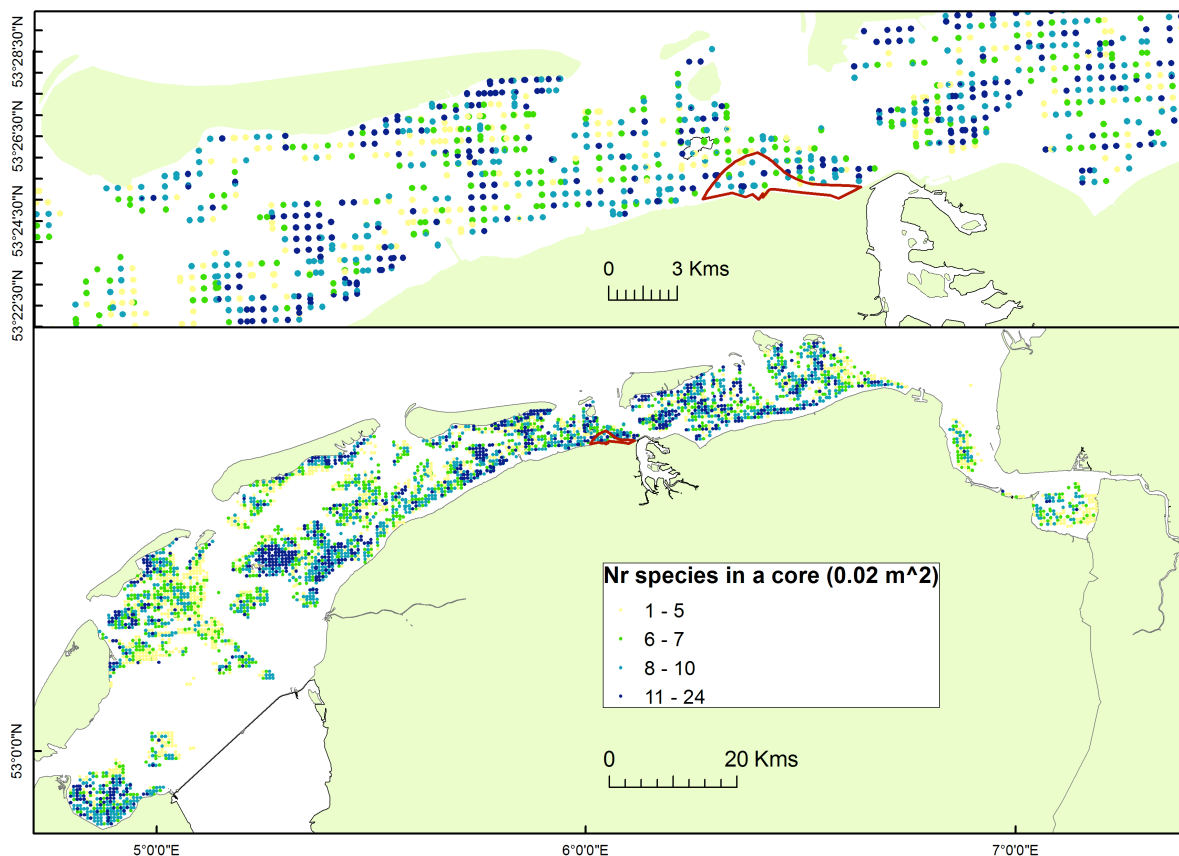 53°28'30"N
53°26'30"N
53°24'30"N
53°22'30"N
0 3 Kms
Nr species in a core (0.02 m^2)
1 - 5
6 - 7
8 - 10
11 - 24
53°0'0"N
0 20 Kms
5°0'0"E
6°0'0"E
7°0'0"E